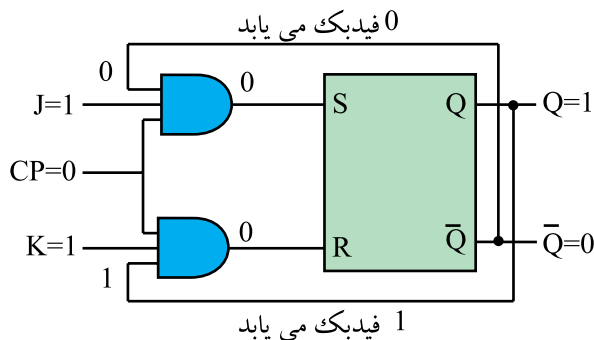 0 فیدبک می یابد
0
0
J=1
S
Q
Q=1
CP=0
K=1
0
R
Q̅
Q̅=0
1
1 فیدبک می یابد